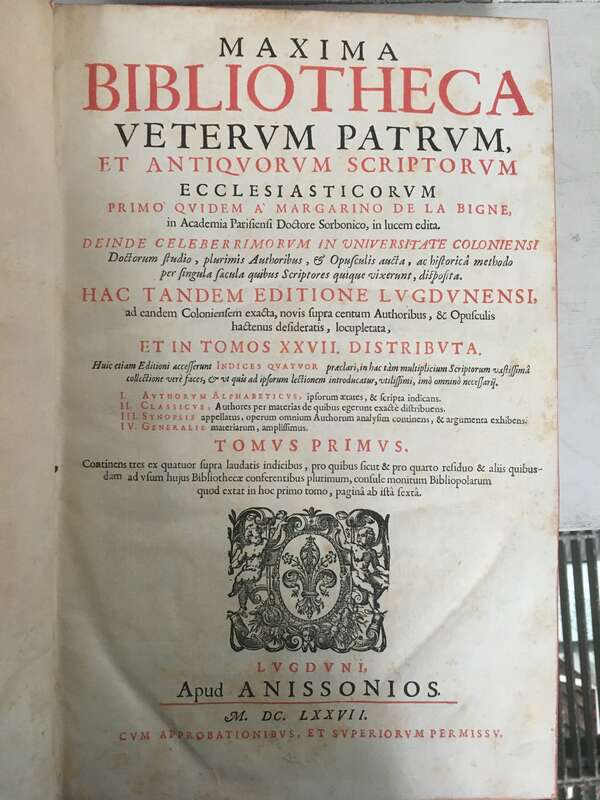 MAXIMA
BIBLIOTHECA
VETERVM PATRVM,
ET ANTIQVORVM SCRIPTORVM
ECCLESIASTICORVM
PRIMO QVIDEM A' MARGARINO DE LA BIGNE,
in Academia Parisiensi Doctore Sorbonico, in lucem edita.
DEINDE CELEBERRIMORVM IN VNIVERSITATE COLONIENSI
Doctorum ſtudio, plurimis Authoribus, & Opuſculis aucta, ac hiſtoricâ methodo
per ſingula ſæcula quibus Scriptores quique vixerunt, diſpoſita.
HAC TANDEM EDITIONE LVGDVNENSI,
ad eandem Coloniensem exacta, novis supra centum Authoribus, & Opusculis
hactenus desideratis, locupletata,
ET IN TOMOS XXVII. DISTRIBVTA.
Huic etiam Editioni acceſſerunt INDICES QVATVOR præclari, in hac tàm multiplicium Scriptorum vaſtiſſimâ
collectione verè faces, & vt quis ad ipſorum lectionem introducatur, vtiliſſimi, imò omninò neceſſarij.
I. AVTHORVM ALPHABETICVS, ipsorum ætates, & scripta indicans.
II. CLASSICVS, Authores per materias de quibus egerunt exactè distribuens.
III. SYNOPSIS appellatus, operum omnium Authorum analysim continens, & argumenta exhibens.
IV. GENERALIS materiarum, amplissimus.
TOMVS PRIMVS,
Continens tres ex quatuor supra laudatis indicibus, pro quibus sicut & pro quarto residuo & aliis quibus-
dam ad vsum hujus Bibliothecæ conferentibus plurimum, consule monitum Bibliopolarum
quod extat in hoc primo tomo, paginâ ab istâ sextâ.
LVGDVNI,
Apud ANISSONIOS.
M. DC. LXXVII.
CVM APPROBATIONIBVS, ET SVPERIORVM PERMISSV.